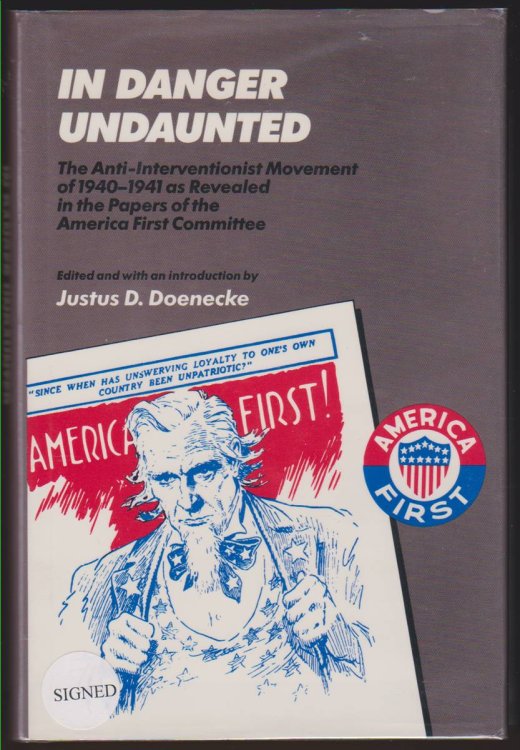 IN DANGER
UNDAUNTED
The Anti-Interventionist Movement
of 1940-1941 as Revealed
in the Papers of the
America First Committee
Edited and with an introduction by
Justus D. Doenecke
"SINCE WHEN HAS UNSWERVING LOYALTY TO ONE'S OWN
COUNTRY BEEN UNPATRIOTIC?"
AMERICA FIRST!
AMERICA
FIRST
SIGNED